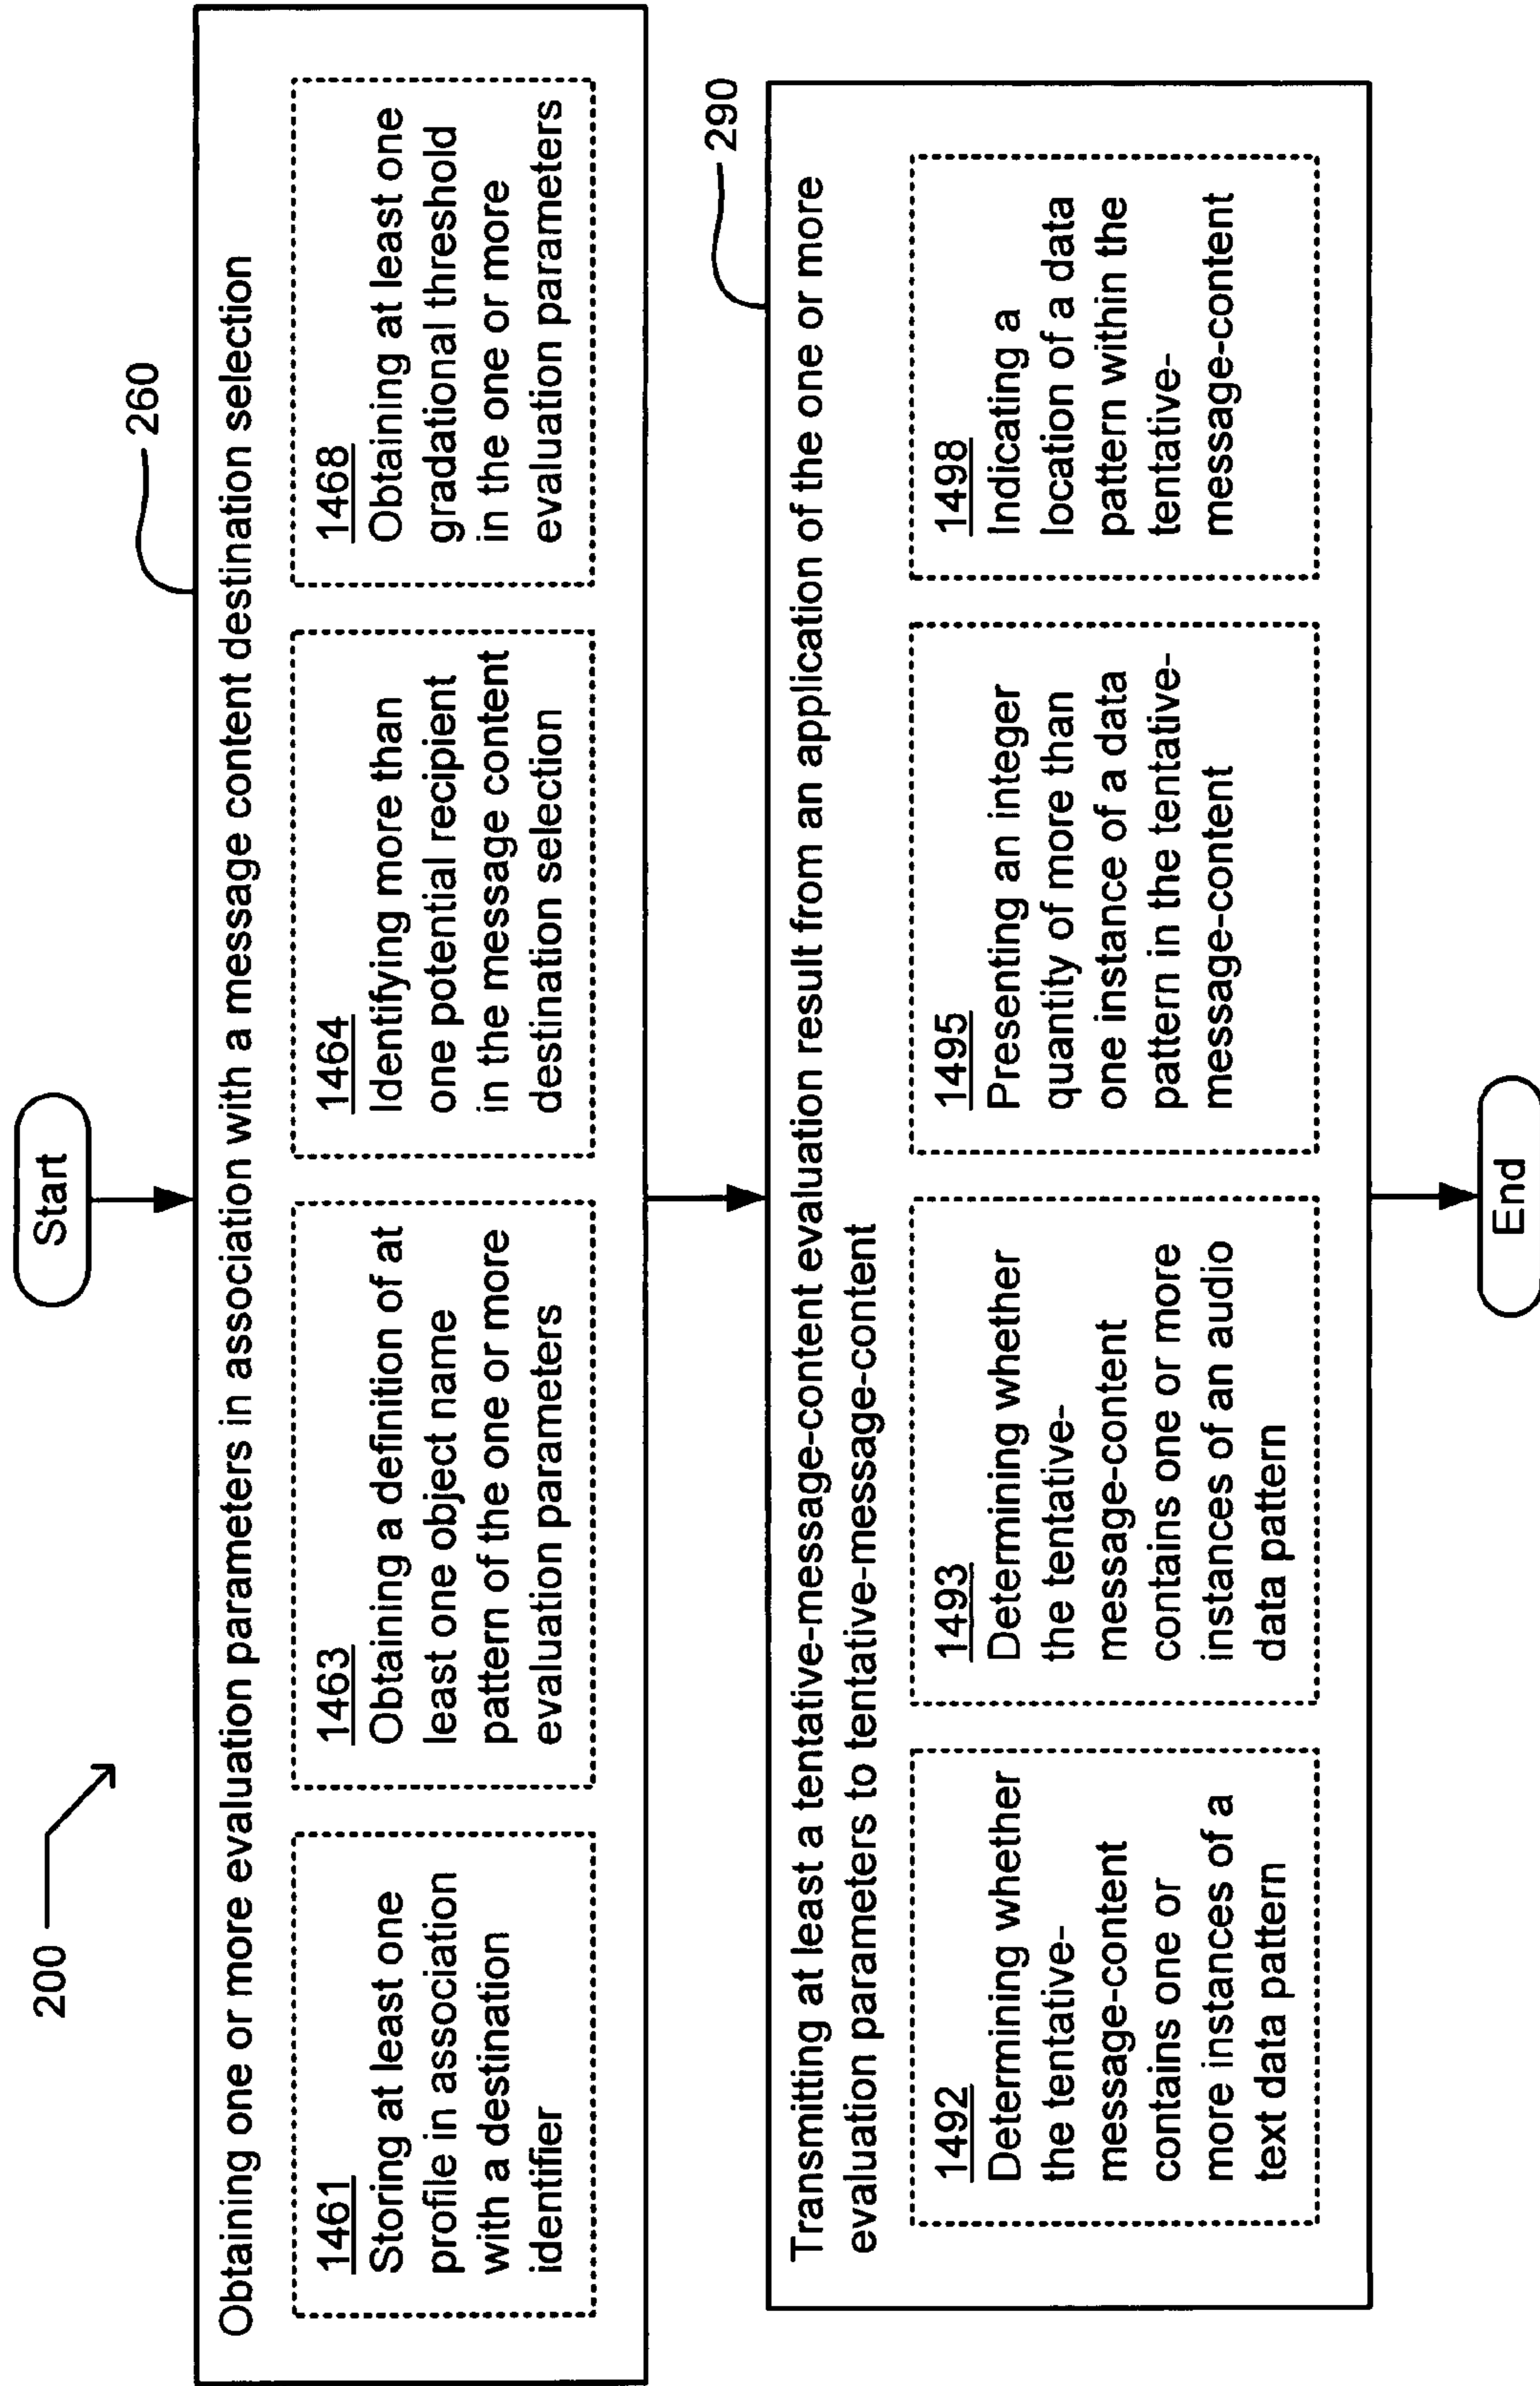 Start
200
260
Obtaining one or more evaluation parameters in association with a message content destination selection
1461
Storing at least one
profile in association
with a destination
identifier
1463
Obtaining a definition of at
least one object name
pattern of the one or more
evaluation parameters
1464
Identifying more than
one potential recipient
in the message content
destination selection
1468
Obtaining at least one
gradational threshold
in the one or more
evaluation parameters
290
Transmitting at least a tentative-message-content evaluation result from an application of the one or more
evaluation parameters to tentative-message-content
1492
Determining whether
the tentative-
message-content
contains one or
more instances of a
text data pattern
1493
Determining whether
the tentative-
message-content
contains one or more
instances of an audio
data pattern
1495
Presenting an integer
quantity of more than
one instance of a data
pattern in the tentative-
message-content
1498
Indicating a
location of a data
pattern within the
tentative-
message-content
End